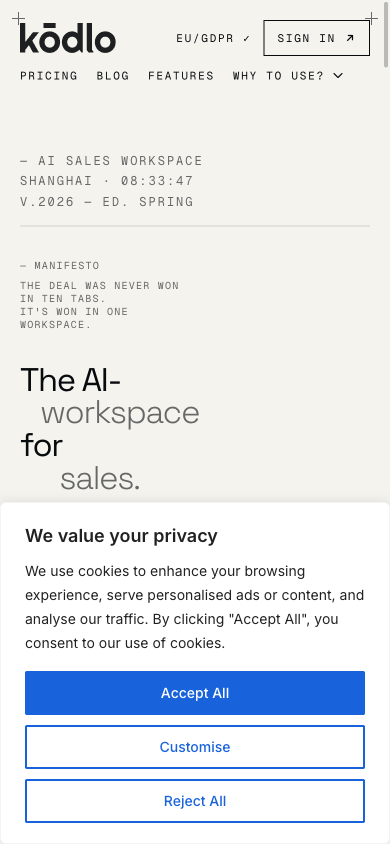 kōdlo
EU/GDPR ✓
SIGN IN ↗
PRICING BLOG FEATURES WHY TO USE?
— AI SALES WORKSPACE
SHANGHAI · 08:33:47
V.2026 — ED. SPRING
— MANIFESTO
THE DEAL WAS NEVER WON
IN TEN TABS.
IT'S WON IN ONE
WORKSPACE.
The AI-
workspace
for
sales.
We value your privacy
We use cookies to enhance your browsing
experience, serve personalised ads or content, and
analyse our traffic. By clicking "Accept All", you
consent to our use of cookies.
Accept All
Customise
Reject All